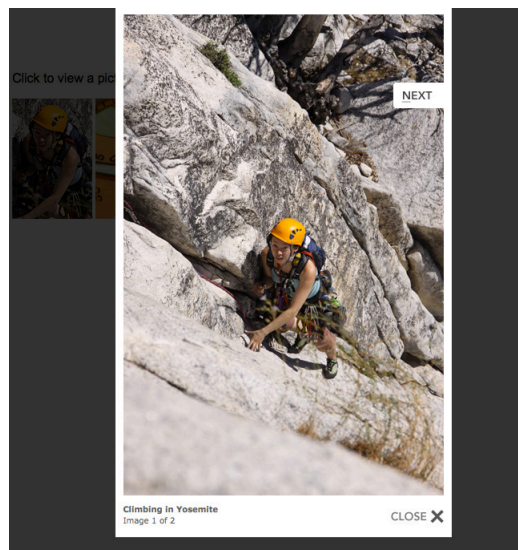 Click to view a pic
NEXT
Climbing in Yosemite
Image 1 of 2
CLOSE X